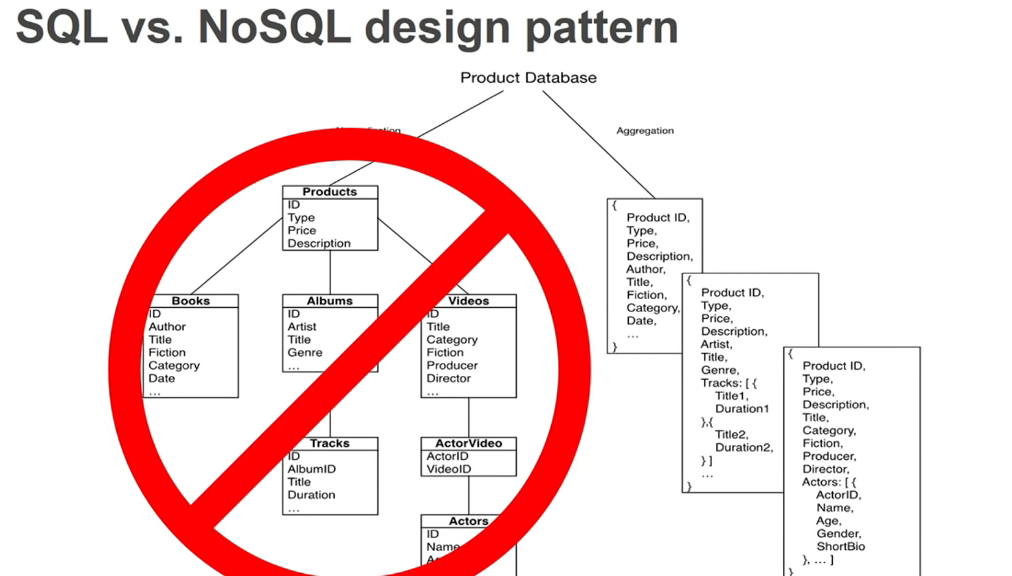 SQL vs. NoSQL design pattern
Product Database
Aggregation
Products
ID
Type
Price
Description
Books
ID
Author
Title
Fiction
Category
Date
...
Albums
ID
Artist
Title
Genre
...
Videos
ID
Title
Category
Fiction
Producer
Director
...
Tracks
ID
AlbumID
Title
Duration
...
ActorVideo
ActorID
VideoID
Actors
ID
Name
{
Product ID,
Type,
Price,
Description,
Author,
Title,
Fiction,
Category,
Date,
...
}
{
Product ID,
Type,
Price,
Description,
Artist,
Title,
Genre,
Tracks: [ {
Title1,
Duration1
},{
Title2,
Duration2,
} ]
...
}
{
Product ID,
Type,
Price,
Description,
Title,
Category,
Fiction,
Producer,
Director,
Actors: [ {
ActorID,
Name,
Age,
Gender,
ShortBio
}, ... ]
}